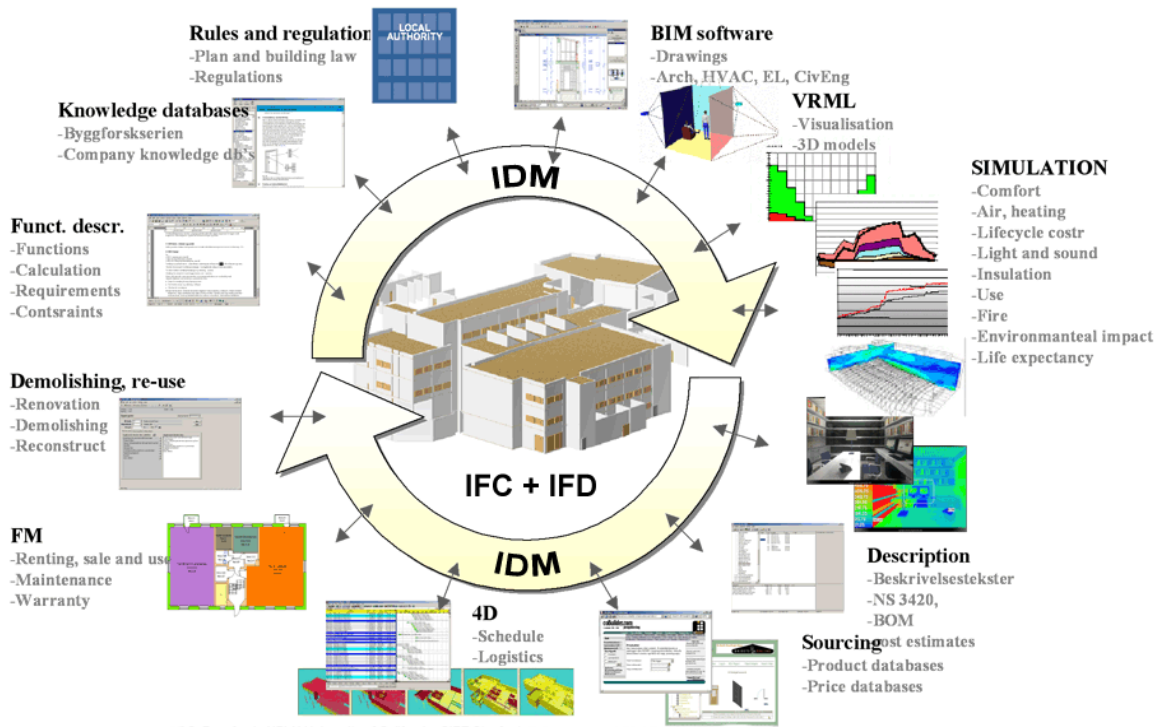 Rules and regulation
-Plan and building law
-Regulations
LOCAL
AUTHORITY
BIM software
-Drawings
-Arch, HVAC, EL, CivEng
Knowledge databases
-Byggforskserien
-Company knowledge db's
VRML
-Visualisation
-3D models
IDM
SIMULATION
-Comfort
-Air, heating
-Lifecycle costr
-Light and sound
-Insulation
-Use
-Fire
-Environmanteal impact
-Life expectancy
Funct. descr.
-Functions
-Calculation
-Requirements
-Contsraints
Demolishing, re-use
-Renovation
-Demolishing
-Reconstruct
IFC + IFD
FM
-Renting, sale and use
-Maintenance
-Warranty
IDM
Description
-Beskrivelsestekster
-NS 3420,
-BOM
ost estimates
4D
-Schedule
-Logistics
Sourcing
-Product databases
-Price databases